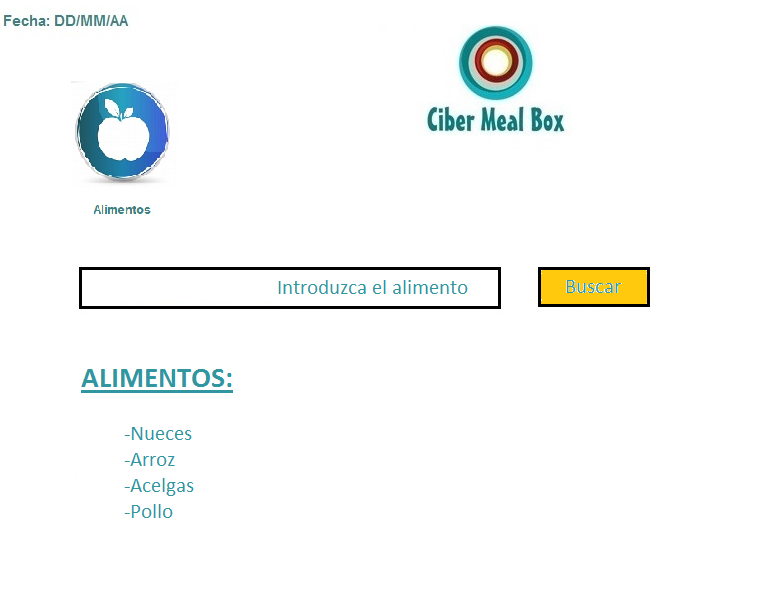 Fecha: DD/MM/AA
Ciber Meal Box
Alimentos
Introduzca el alimento
Buscar
ALIMENTOS:
-Nueces
-Arroz
-Acelgas
-Pollo